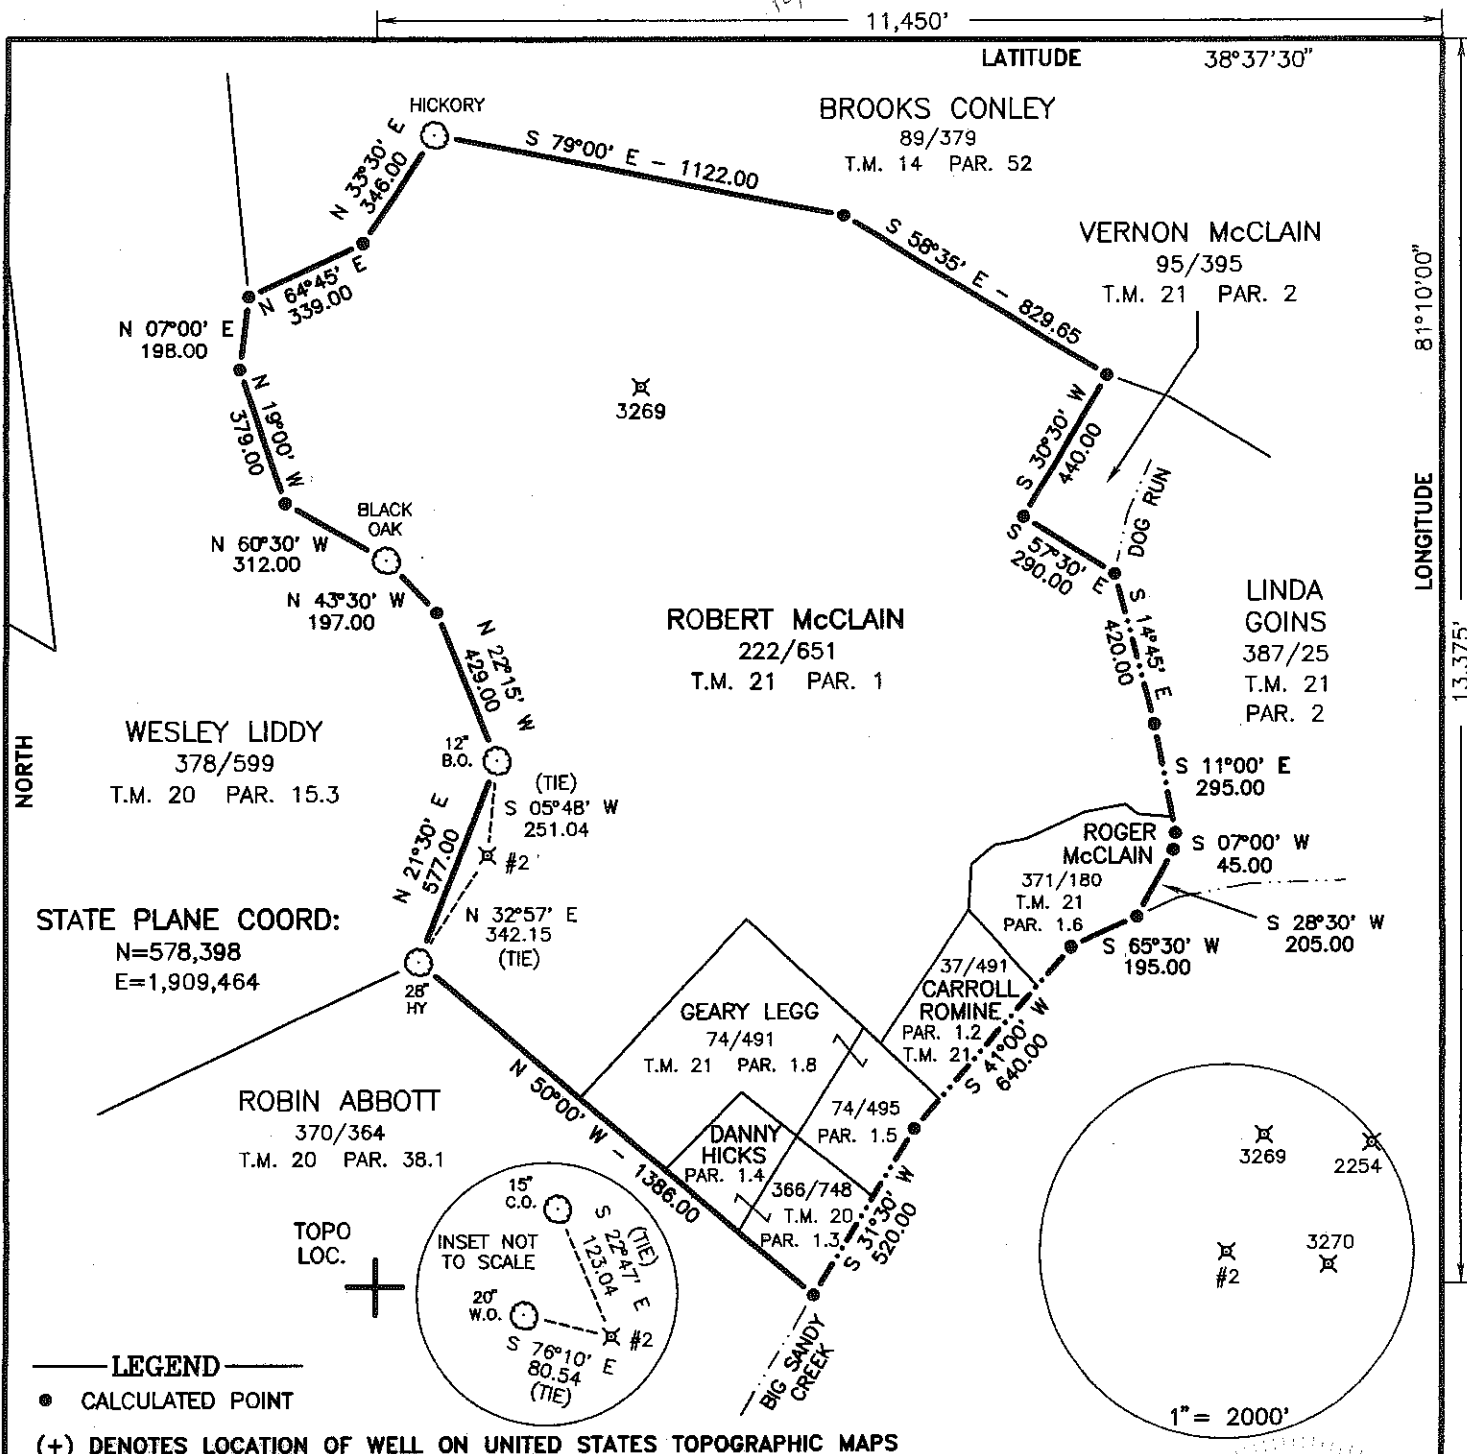 11,450'
LATITUDE 38°37'30"
HICKORY
BROOKS CONLEY
89/379
T.M. 14 PAR. 52
N 33°30' E
346.00
S 79°00' E - 1122.00
S 58°35' E - 829.65
VERNON McCLAIN
95/395
T.M. 21 PAR. 2
81°10'00"
LONGITUDE
13,375'
N 64°45' E
339.00
N 07°00' E
198.00
N 19°00' W
379.00
3269
S 30°30' W
440.00
DOG RUN
BLACK
OAK
N 60°30' W
312.00
S 57°30' E
290.00
N 43°30' W
197.00
N 22°15' W
429.00
ROBERT McCLAIN
222/651
T.M. 21 PAR. 1
S 14°45' E
420.00
LINDA
GOINS
387/25
T.M. 21
PAR. 2
NORTH
WESLEY LIDDY
378/599
T.M. 20 PAR. 15.3
12"
B.O.
(TIE)
S 05°48' W
251.04
#2
N 21°30' E
577.00
S 11°00' E
295.00
ROGER
McCLAIN
371/180
T.M. 21
PAR. 1.6
S 07°00' W
45.00
S 28°30' W
205.00
S 65°30' W
195.00
STATE PLANE COORD:
N=578,398
E=1,909,464
N 32°57' E
342.15
(TIE)
28"
HY
37/491
CARROLL
ROMINE
PAR. 1.2
T.M. 21
GEARY LEGG
74/491
T.M. 21 PAR. 1.8
S 41°00' W
640.00
N 50°00' W - 1386.00
ROBIN ABBOTT
370/364
T.M. 20 PAR. 38.1
74/495
PAR. 1.5
DANNY
HICKS
PAR. 1.4
366/748
T.M. 20
PAR. 1.3
S 31°30' W
520.00
3269
2254
3270
#2
1"= 2000'
TOPO
LOC.
15"
C.O.
INSET NOT
TO SCALE
(TIE)
S 22°47' E
123.04
20"
W.O.
#2
S 76°10' E
80.54
(TIE)
BIG SANDY
CREEK
LEGEND
CALCULATED POINT
(+) DENOTES LOCATION OF WELL ON UNITED STATES TOPOGRAPHIC MAPS